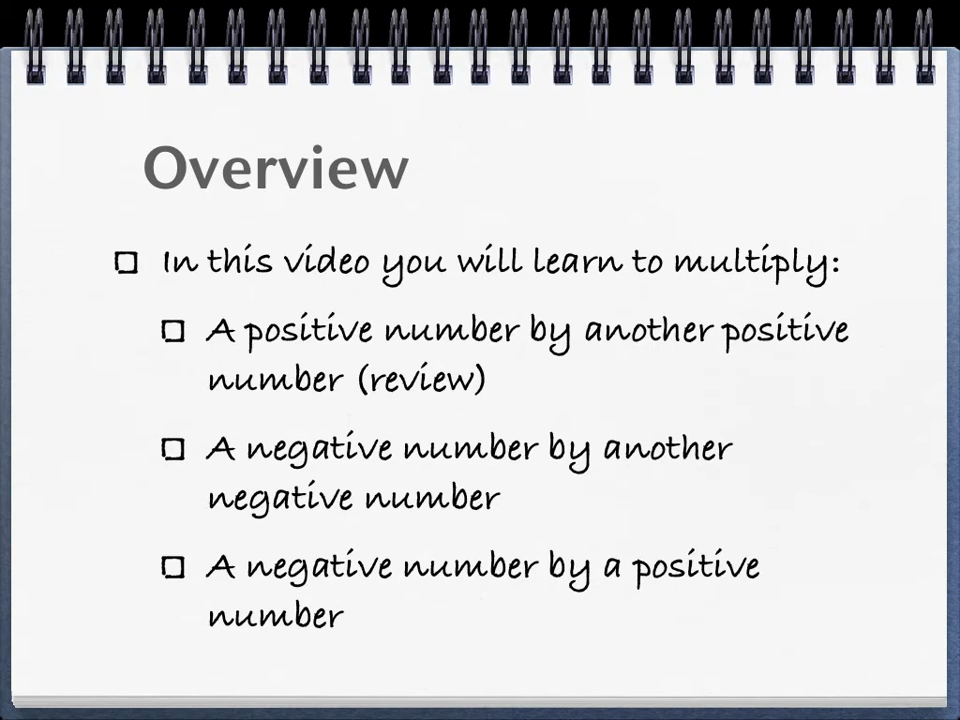 Overview
In this video you will learn to multiply:
A positive number by another positive
number (review)
A negative number by another
negative number
A negative number by a positive
number